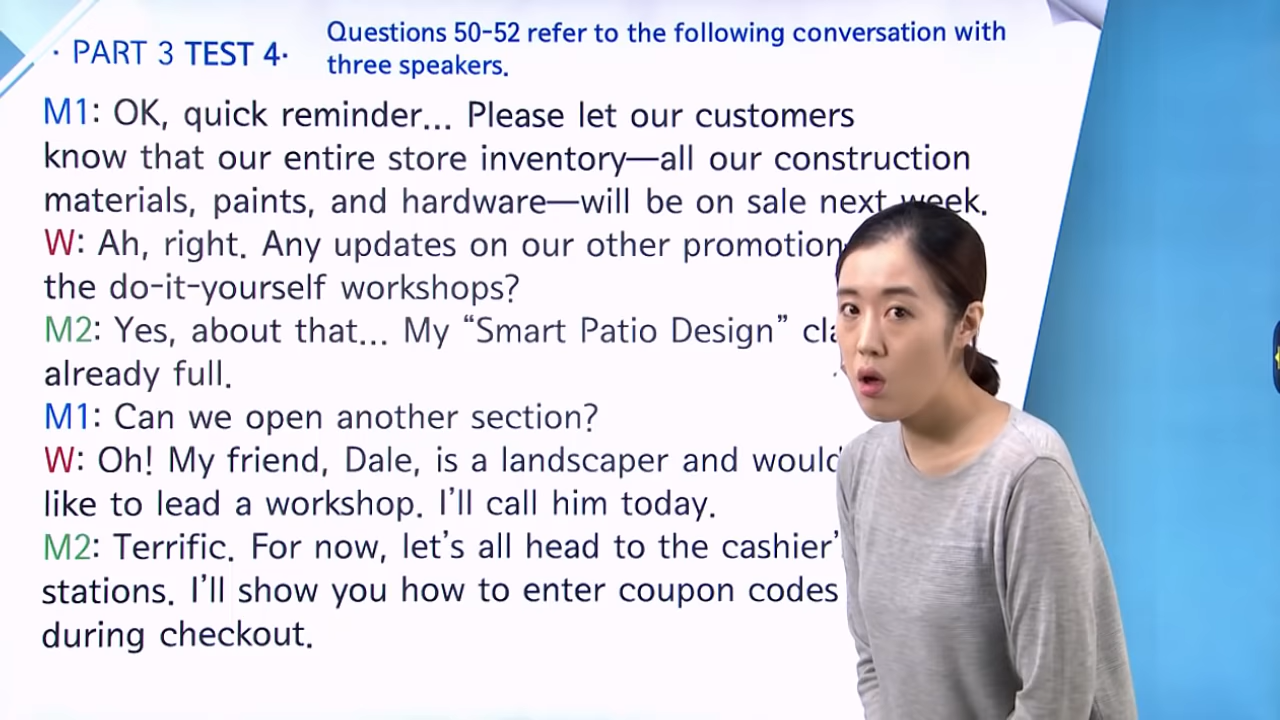 · PART 3 TEST 4·
Questions 50-52 refer to the following conversation with
three speakers.
M1: OK, quick reminder... Please let our customers
know that our entire store inventory—all our construction
materials, paints, and hardware—will be on sale next week.
W: Ah, right. Any updates on our other promotion
the do-it-yourself workshops?
M2: Yes, about that... My “Smart Patio Design”
already full.
M1: Can we open another section?
W: Oh! My friend, Dale, is a landscaper and would
like to lead a workshop. I’ll call him today.
M2: Terrific. For now, let’s all head to the cashier’
stations. I’ll show you how to enter coupon codes
during checkout.